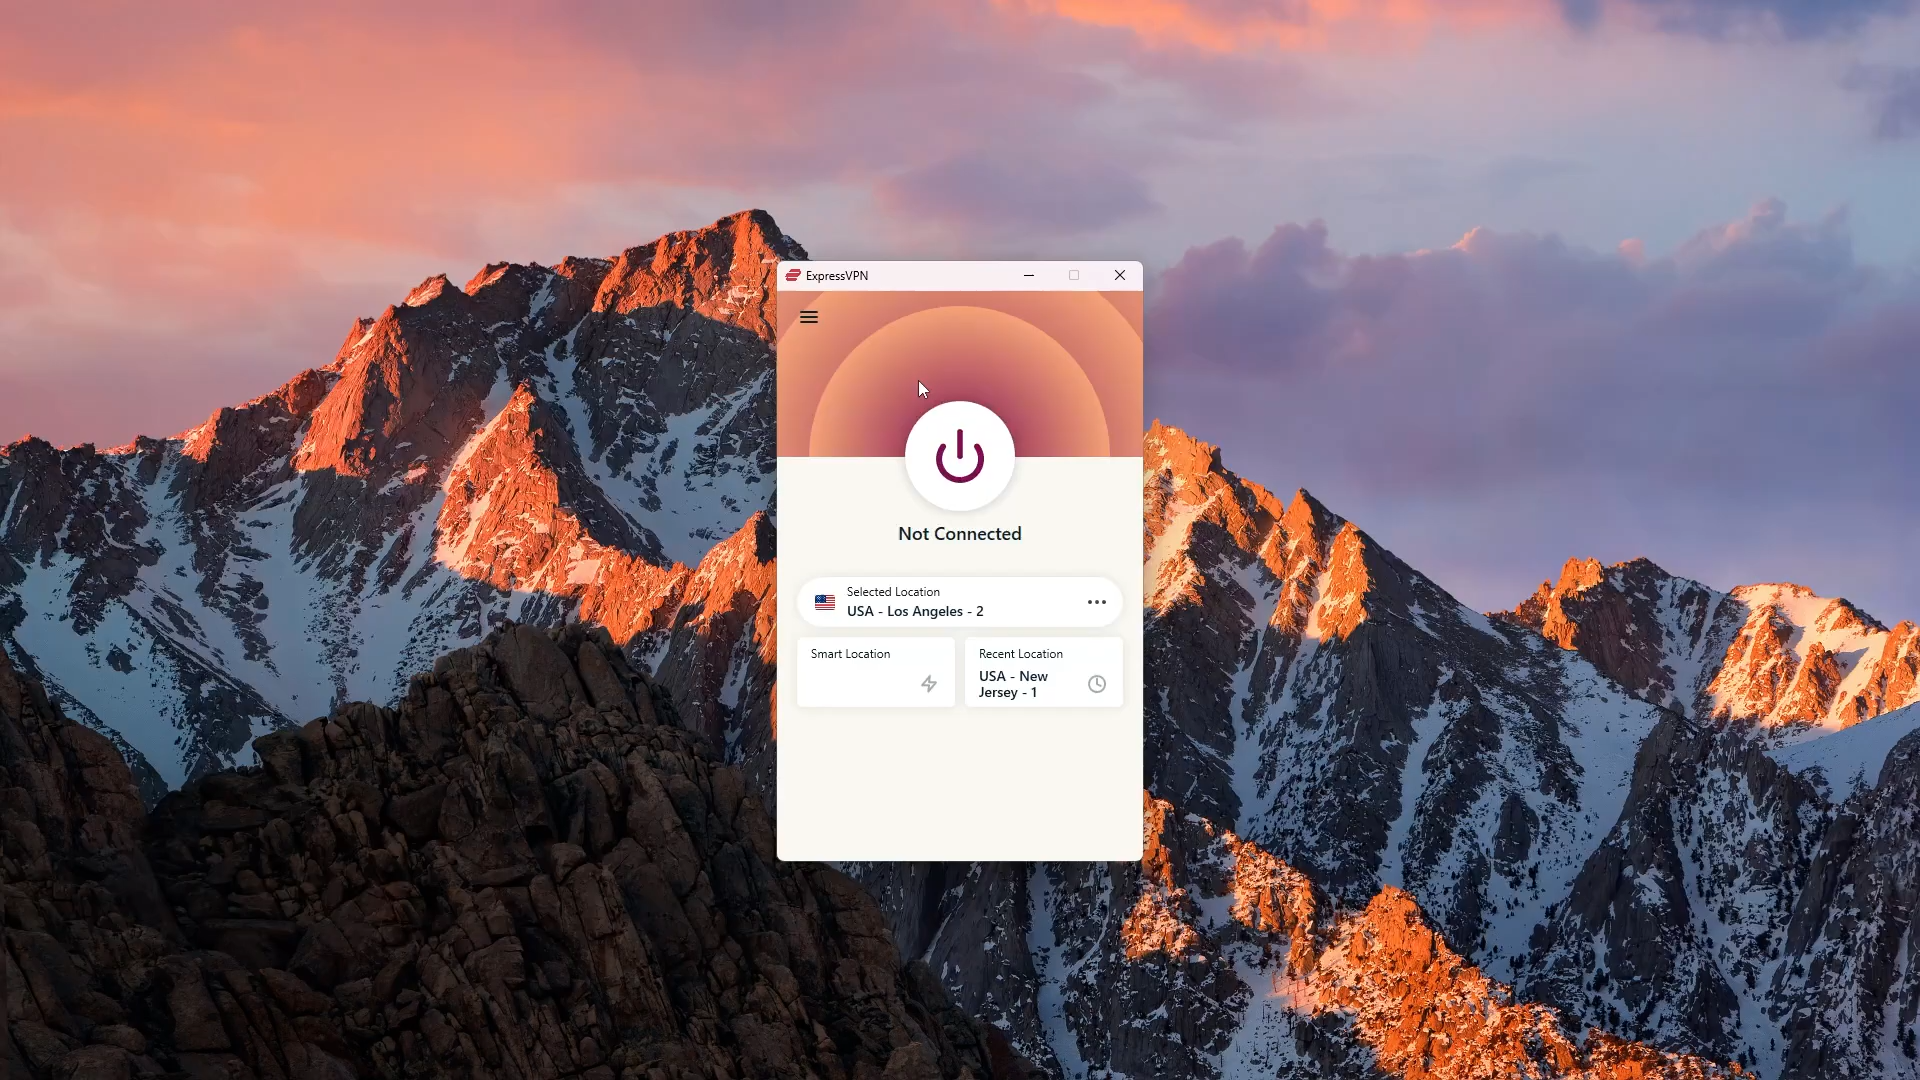 ExpressVPN
Not Connected
Selected Location
USA - Los Angeles - 2
Smart Location
Recent Location
USA - New
Jersey - 1